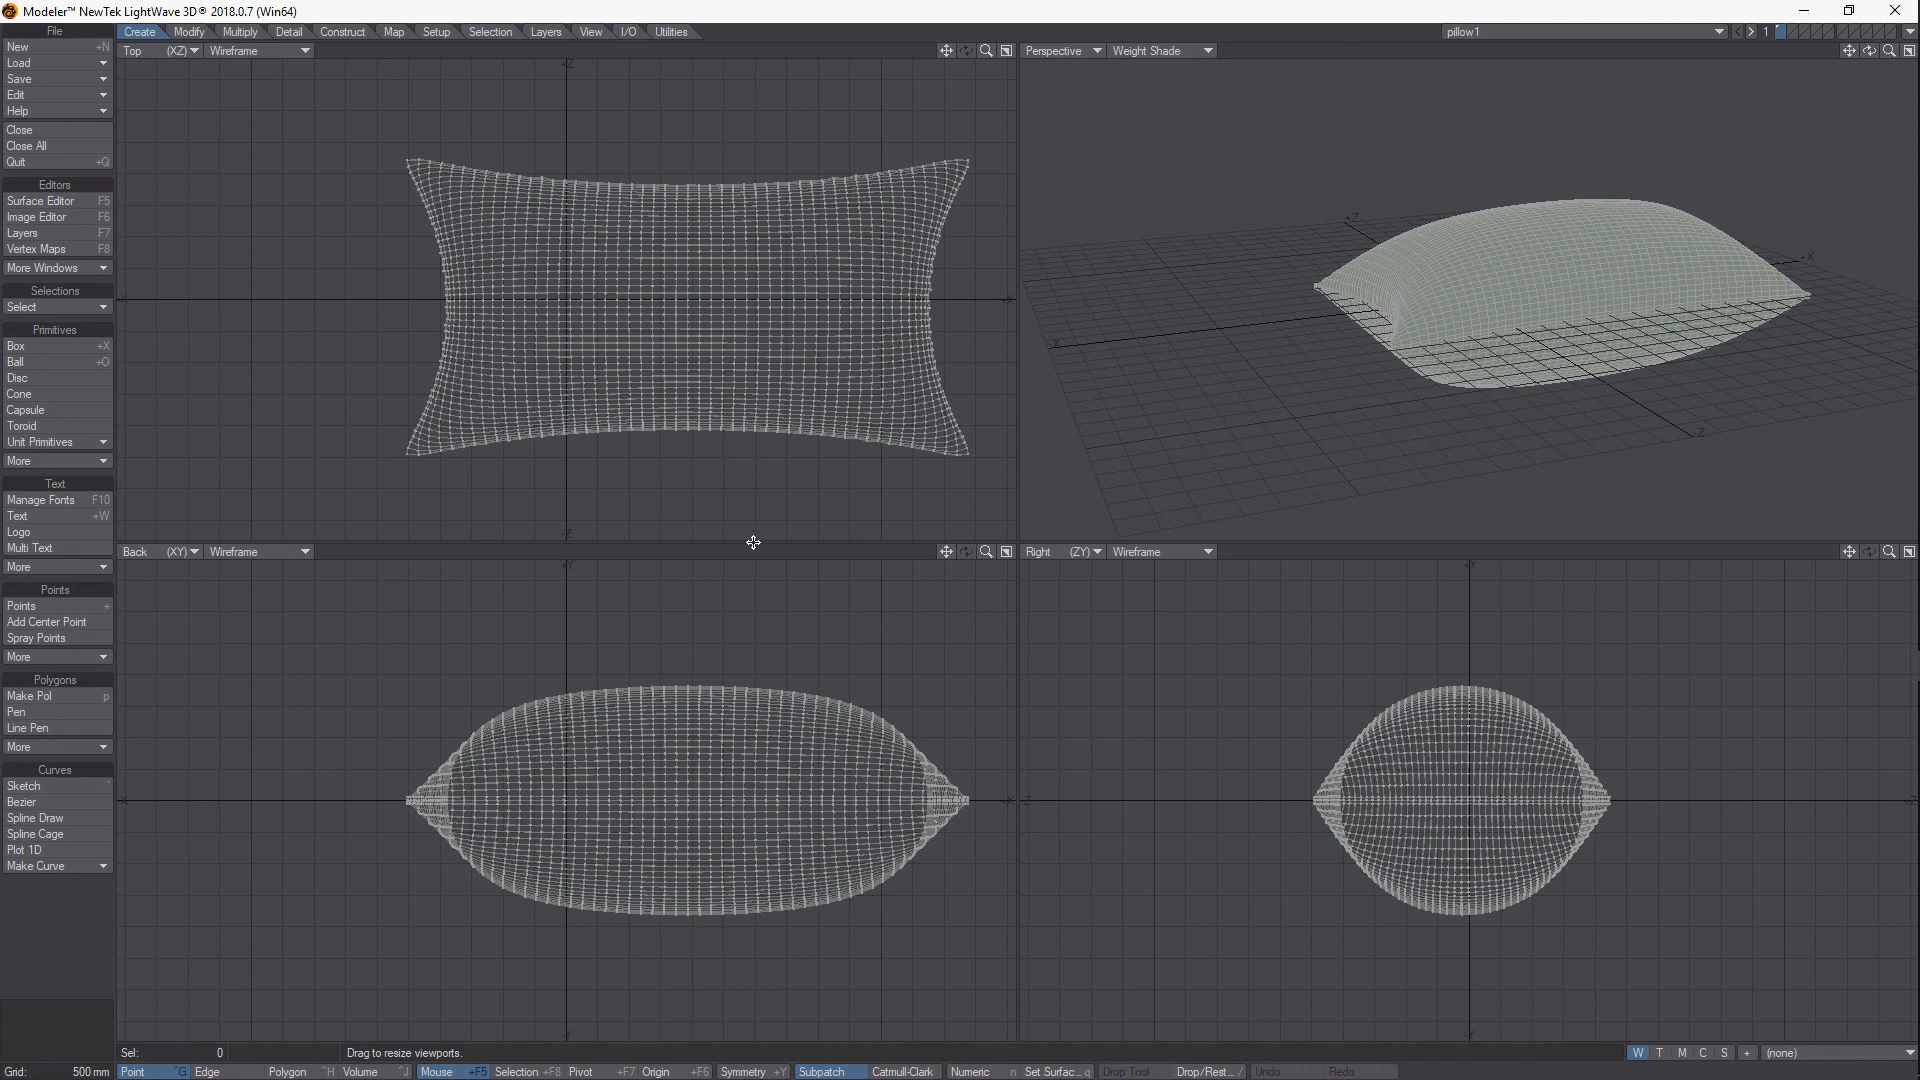 Modeler™ NewTek LightWave 3D® 2018.0.7 (Win64)
File
Create Modify Multiply Detail Construct Map Setup Selection Layers View I/O Utilities
pillow1
1
New +N
Load
Save
Edit
Help
Close
Close All
Quit +Q
Editors
Surface Editor F5
Image Editor F6
Layers F7
Vertex Maps F8
More Windows
Selections
Select
Primitives
Box +X
Ball +O
Disc
Cone
Capsule
Toroid
Unit Primitives
More
Text
Manage Fonts F10
Text +W
Logo
Multi Text
More
Points
Points +
Add Center Point
Spray Points
More
Polygons
Make Pol p
Pen
Line Pen
More
Curves
Sketch `
Bezier
Spline Draw
Spline Cage
Plot 1D
Make Curve
Top (XZ) Wireframe
Perspective Weight Shade
+Z
+X
-X
-Z
Back (XY) Wireframe
Right (ZY) Wireframe
Sel: 0
Drag to resize viewports.
W T M C S + (none)
Grid: 500 mm
Point ^G Edge Polygon ^H Volume ^J Mouse +F5 Selection +F8 Pivot +F7 Origin +F6 Symmetry +Y Subpatch Catmull-Clark Numeric n Set Surfac... q Drop Tool Drop/Rest... / Undo Redo